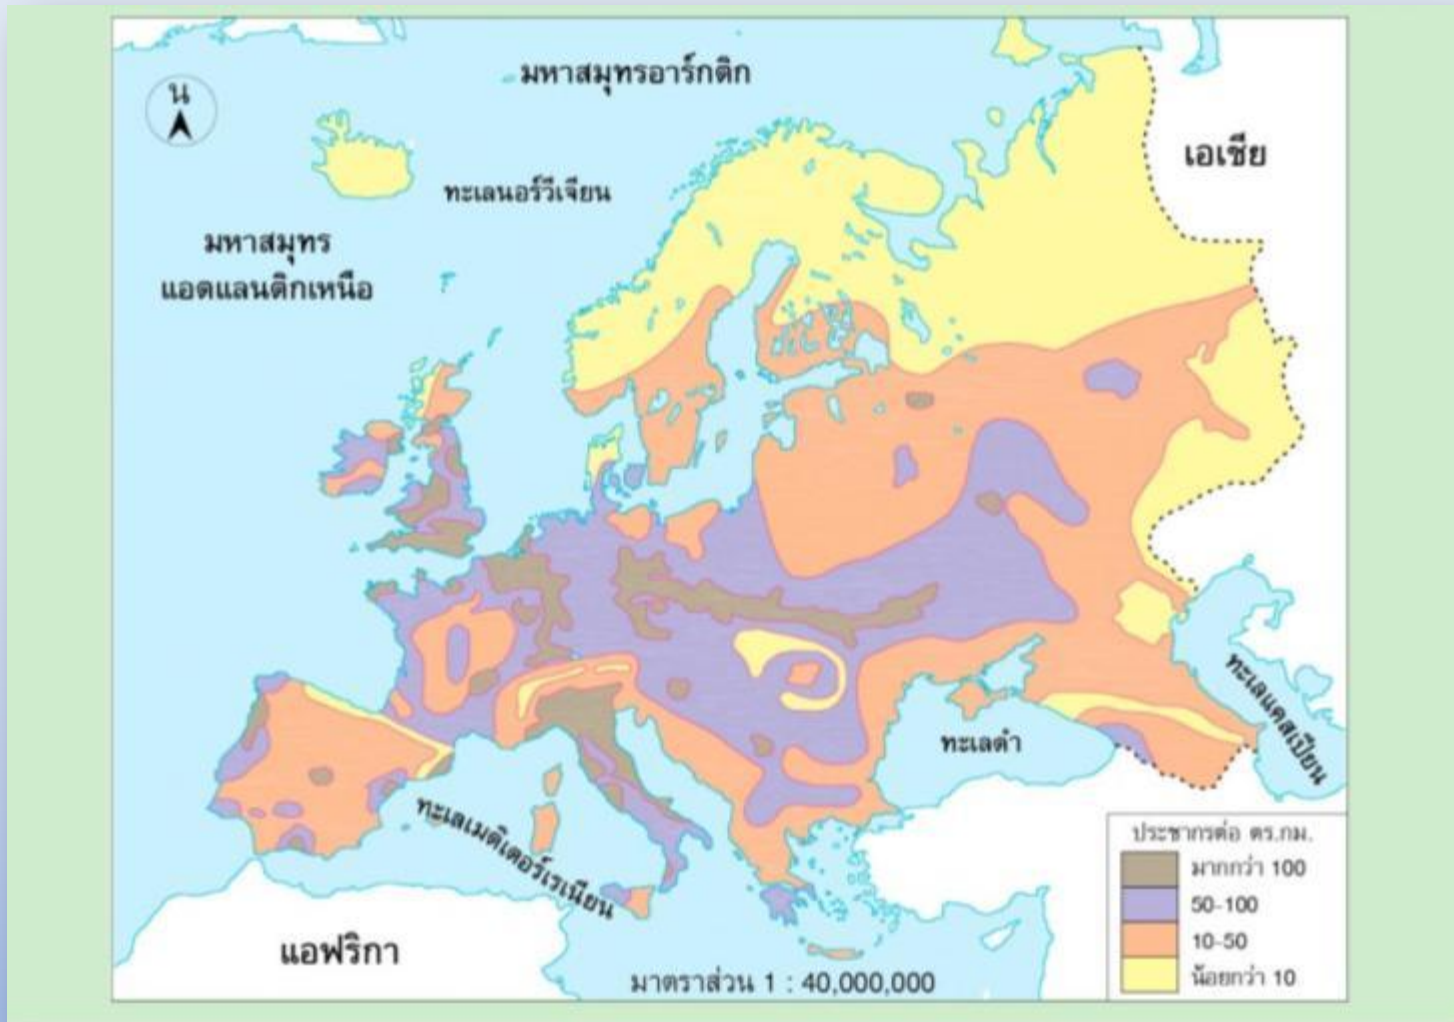 มหาสมุทรอาร์กติก
น
เอเชีย
ทะเลนอร์วีเจียน
มหาสมุทร
แอตแลนติกเหนือ
ทะเลแคสเปียน
ทะเลดำ
ทะเลเมดิเตอร์เรเนียน
แอฟริกา
มาตราส่วน 1 : 40,000,000
ประชากรต่อ ตร.กม.
มากกว่า 100
50-100
10-50
น้อยกว่า 10